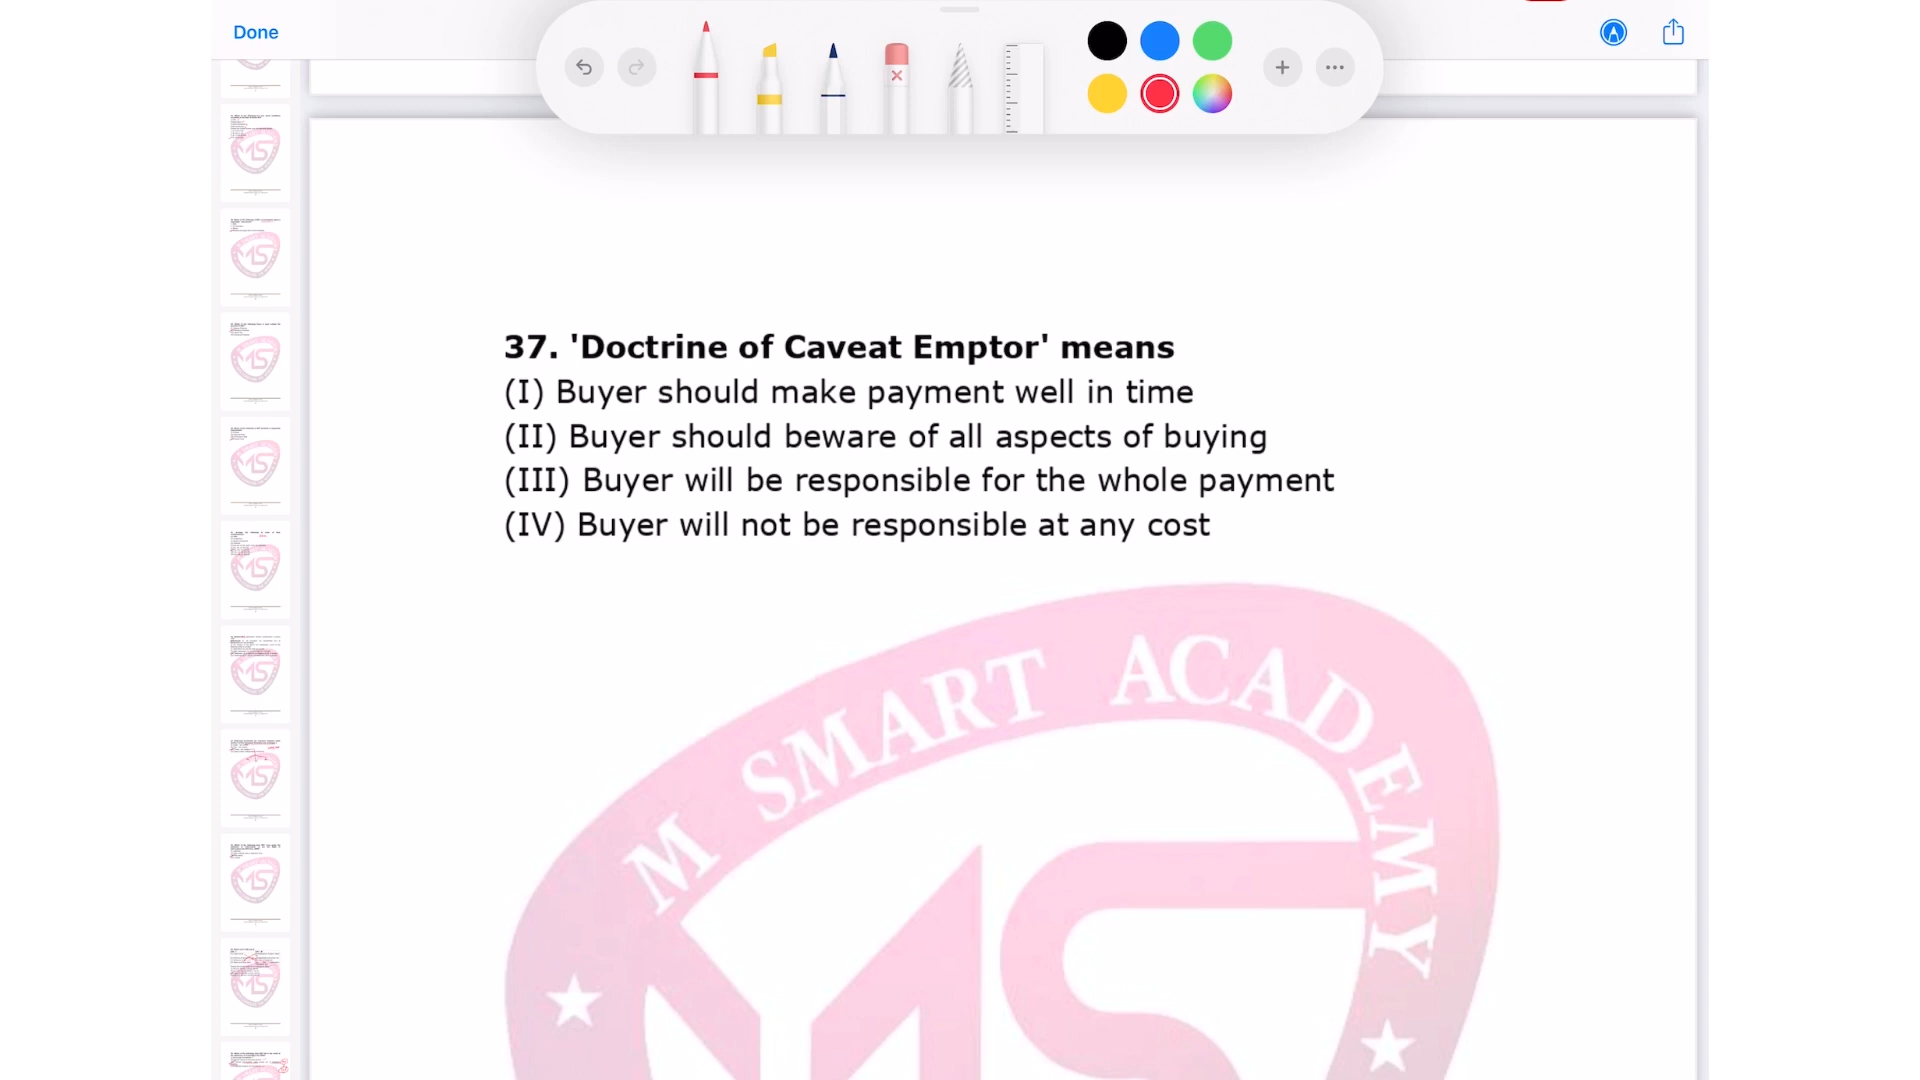 Done
37. 'Doctrine of Caveat Emptor' means
(I) Buyer should make payment well in time
(II) Buyer should beware of all aspects of buying
(III) Buyer will be responsible for the whole payment
(IV) Buyer will not be responsible at any cost
M SMART ACADEMY
MS